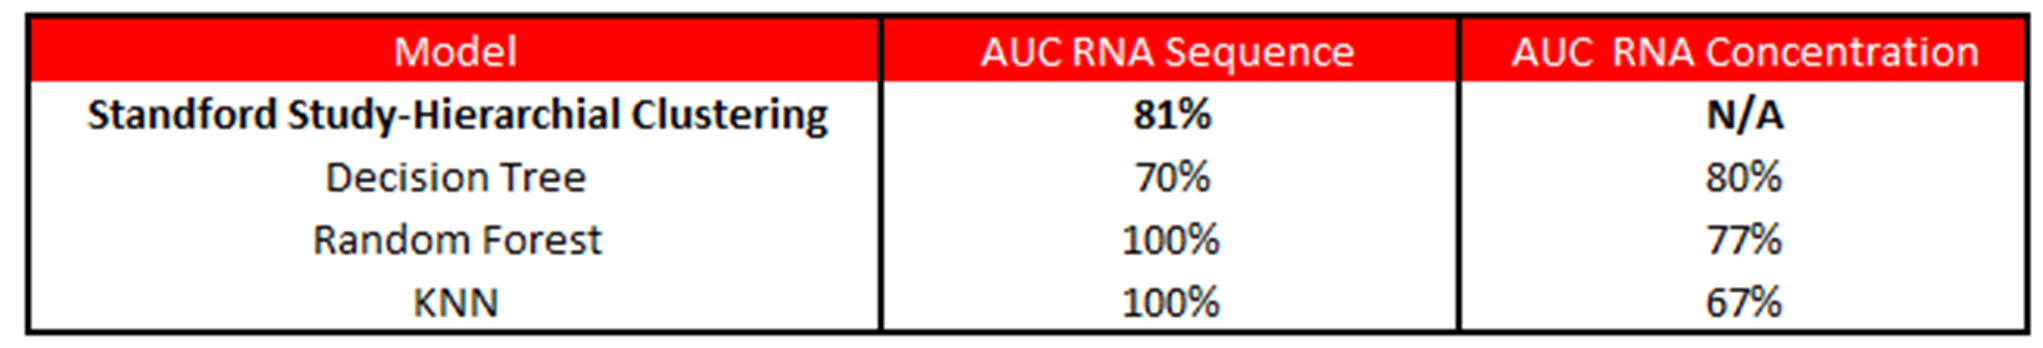 Model AUC RNA Sequence AUC RNA Concentration
Standford Study-Hierarchial Clustering 81% N/A
Decision Tree 70% 80%
Random Forest 100% 77%
KNN 100% 67%